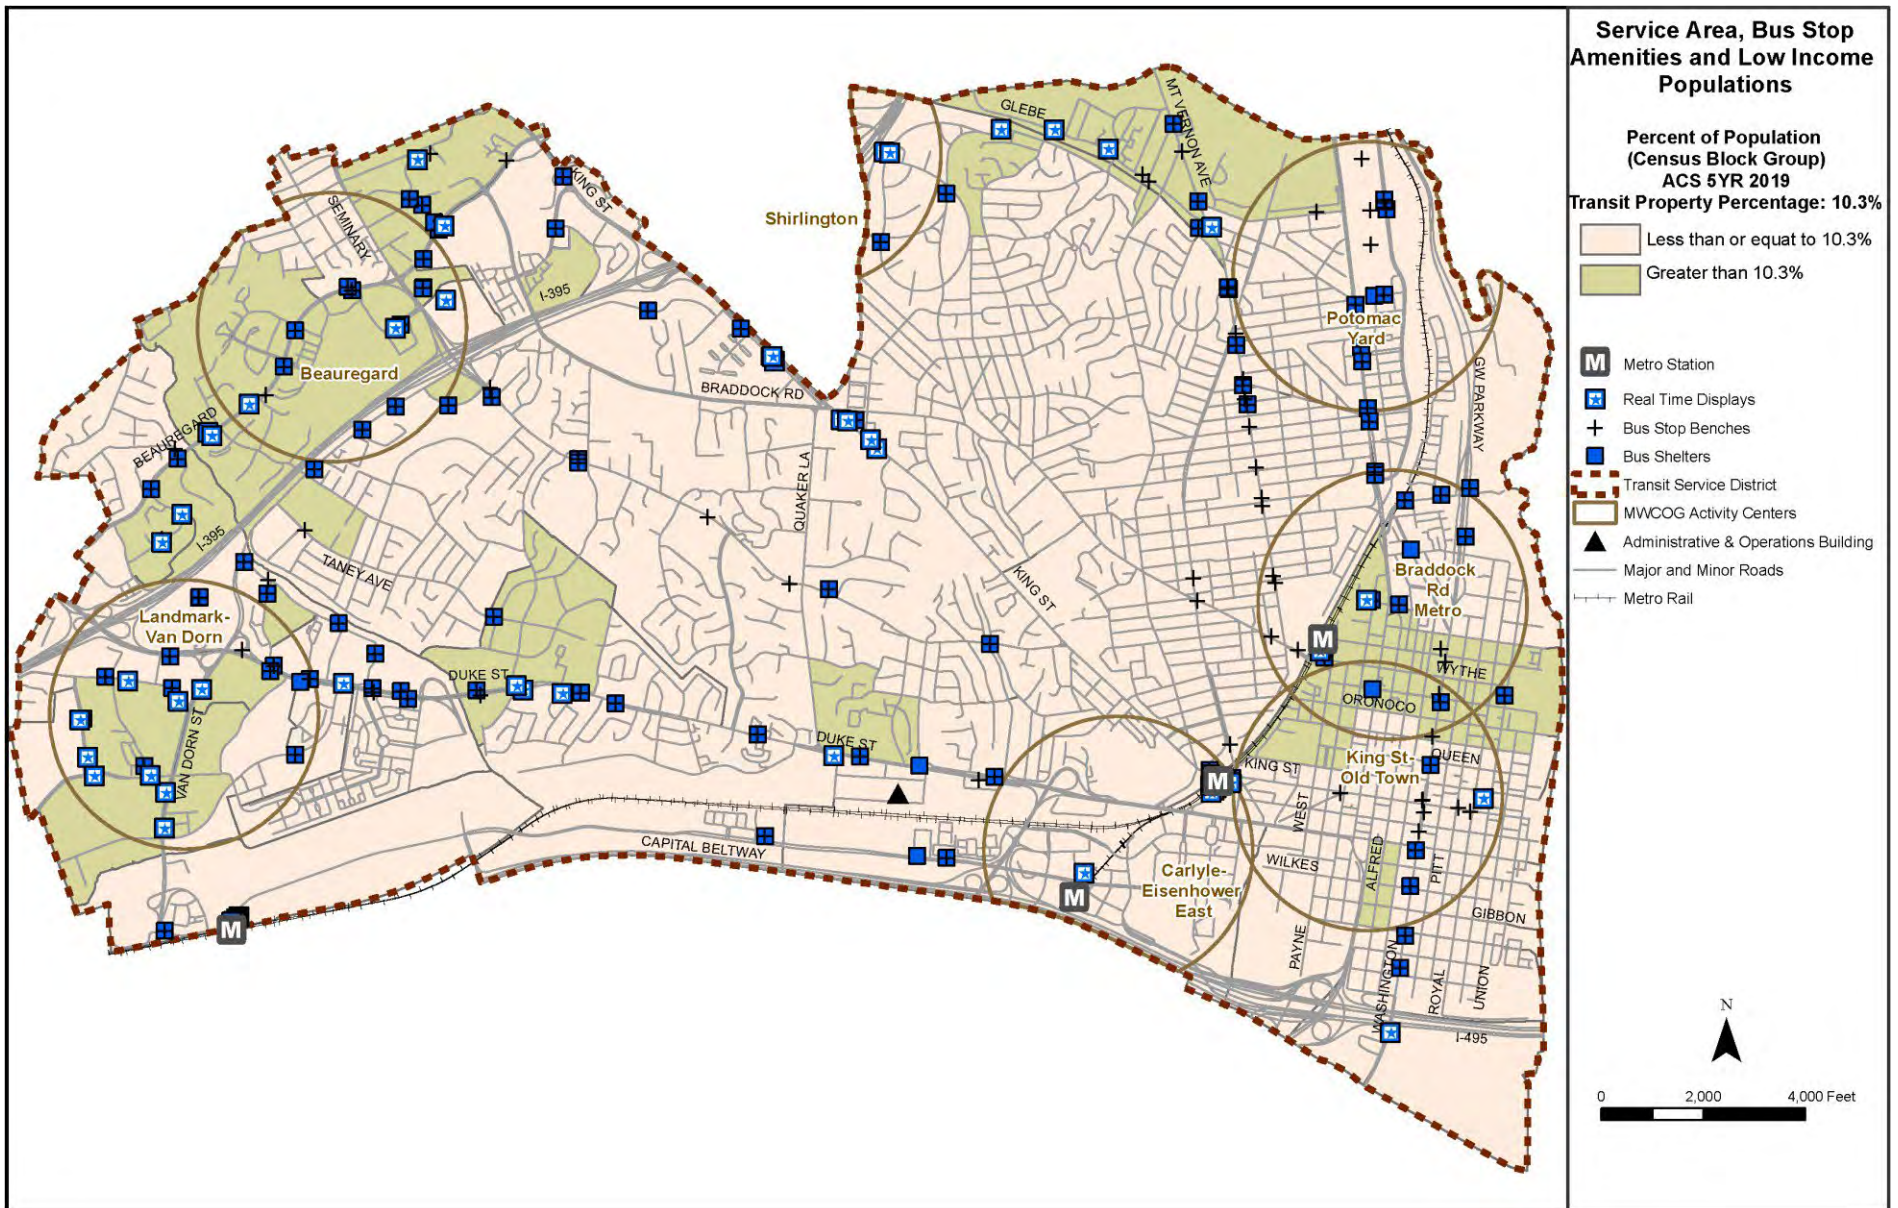 Service Area, Bus Stop
Amenities and Low Income
Populations
Percent of Population
(Census Block Group)
ACS 5YR 2019
Transit Property Percentage: 10.3%
Less than or equal to 10.3%
Greater than 10.3%
M Metro Station
Real Time Displays
Bus Stop Benches
Bus Shelters
Transit Service District
MWCOG Activity Centers
Administrative & Operations Building
Major and Minor Roads
Metro Rail
N
0 2,000 4,000 Feet
GLEBE
MT VERNON AVE
KING ST
SEMINARY
Shirlington
I-395
Potomac
Yard
Beauregard
BRADDOCK RD
GW PARKWAY
BEAUREGARD
QUAKER LA
I-395
TANEY AVE
KING ST
Braddock
Rd
Metro
Landmark-
Van Dorn
M
WYTHE
DUKE ST
ORONOCO
VAN DORN ST
DUKE ST
KING ST
QUEEN
King St-
Old Town
M
WEST
CAPITAL BELTWAY
WILKES
ALFRED
PITT
Carlyle-
Eisenhower
East
M
GIBBON
M
PAYNE
WASHINGTON
ROYAL
UNION
I-495